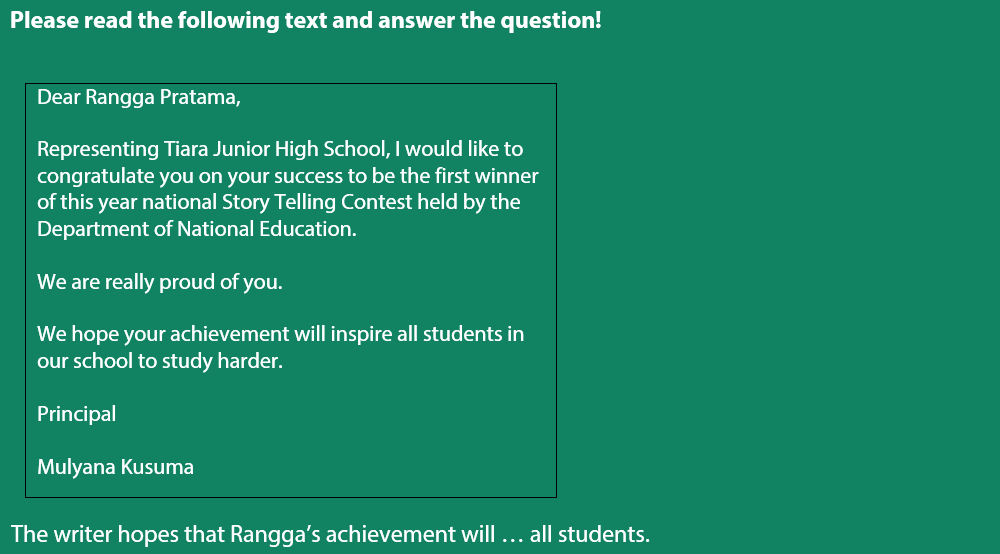 Please read the following text and answer the question!
Dear Rangga Pratama,
Representing Tiara Junior High School, I would like to
congratulate you on your success to be the first winner
of this year national Story Telling Contest held by the
Department of National Education.
We are really proud of you.
We hope your achievement will inspire all students in
our school to study harder.
Principal
Mulyana Kusuma
The writer hopes that Rangga’s achievement will … all students.